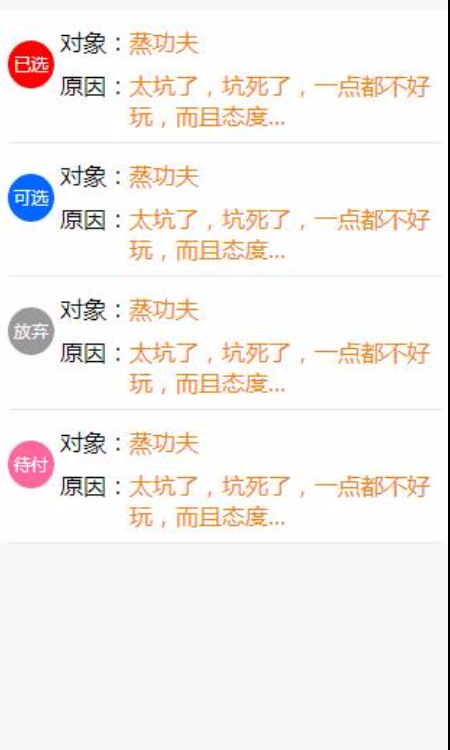 对象：蒸功夫
已选
原因：太坑了，坑死了，一点都不好
玩，而且态度...
对象：蒸功夫
可选
原因：太坑了，坑死了，一点都不好
玩，而且态度...
对象：蒸功夫
放弃
原因：太坑了，坑死了，一点都不好
玩，而且态度...
对象：蒸功夫
待付
原因：太坑了，坑死了，一点都不好
玩，而且态度...